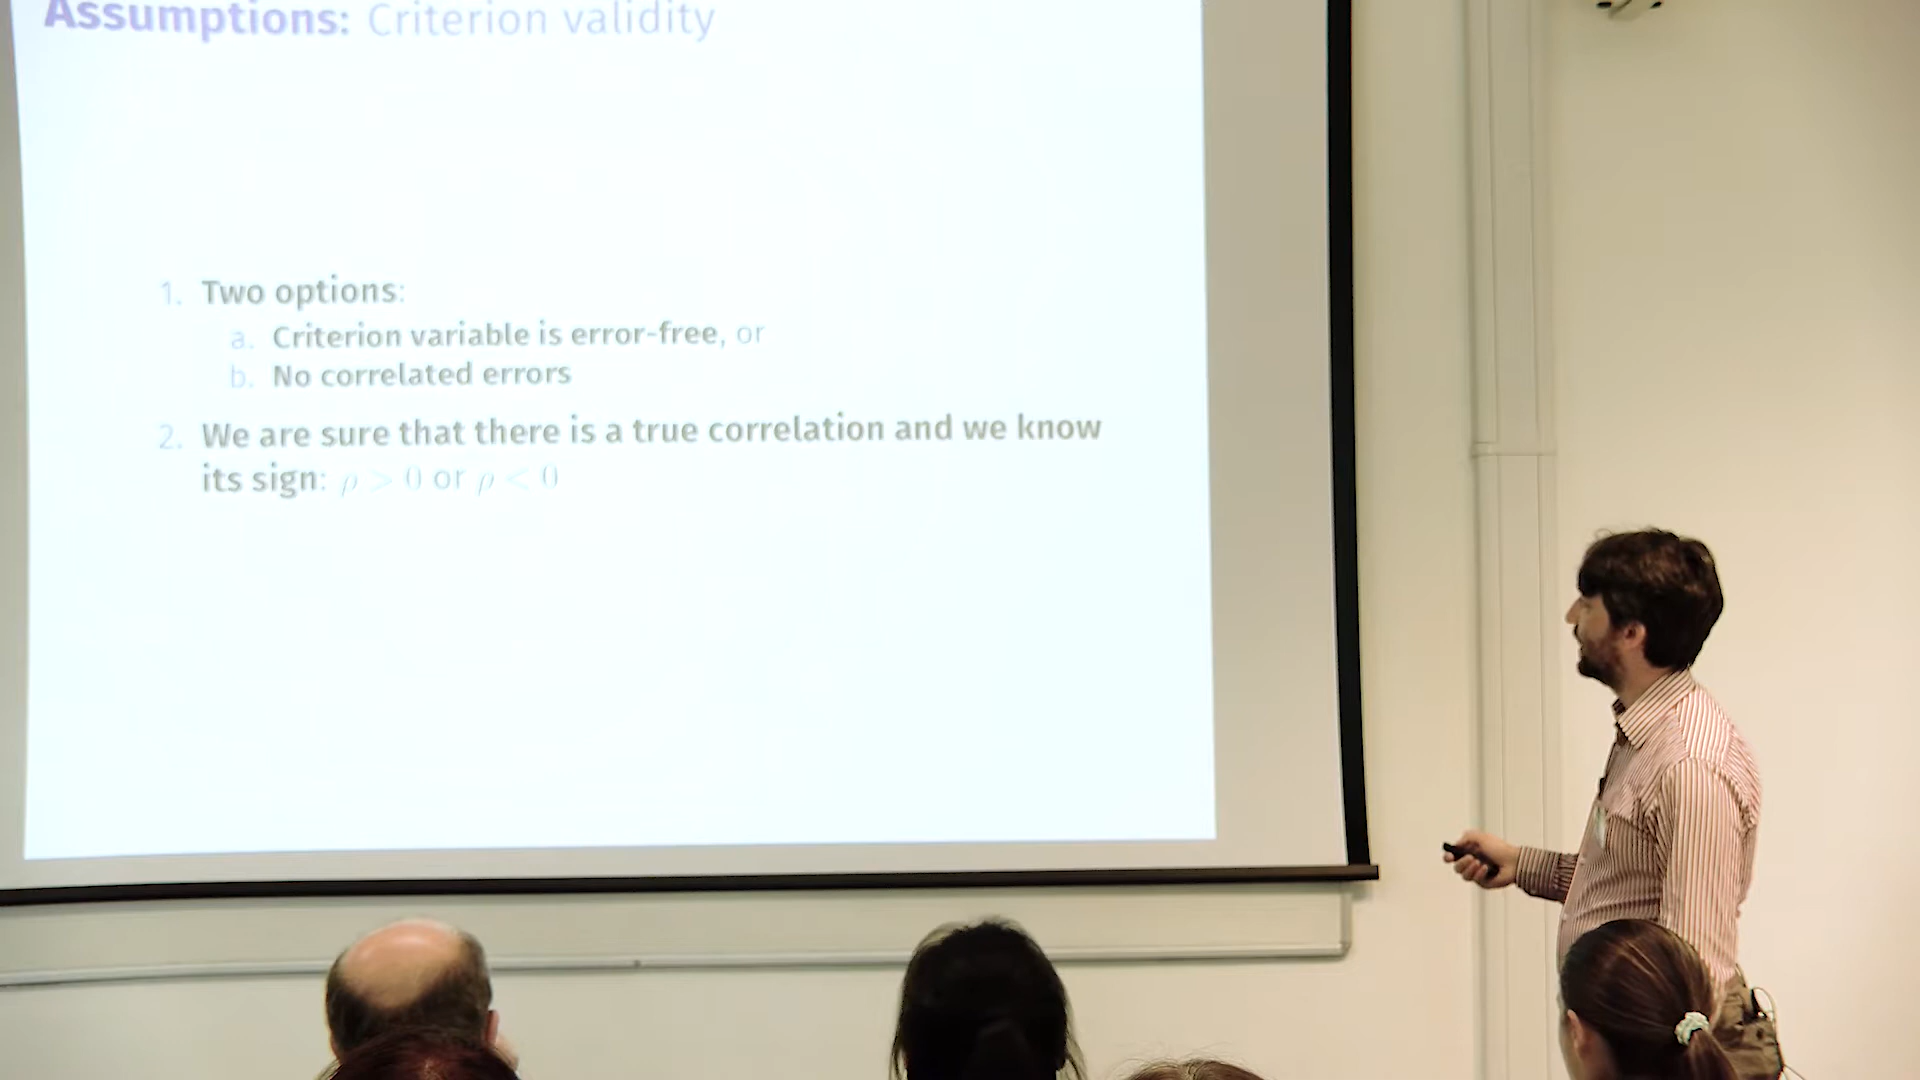 Assumptions: Criterion validity
1. Two options:
a. Criterion variable is error-free, or
b. No correlated errors
2. We are sure that there is a true correlation and we know
its sign: ρ > 0 or ρ < 0